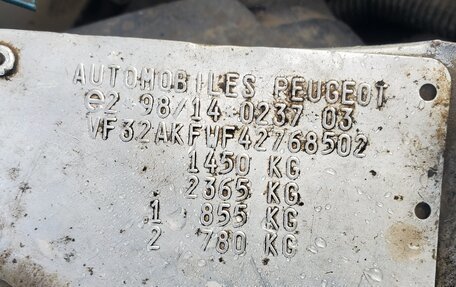 AUTOMOBILES PEUGEOT
e2 98/14 0237 03
VF32AKFWF42768502
1450 KG
2365 KG
1 855 KG
2 780 KG